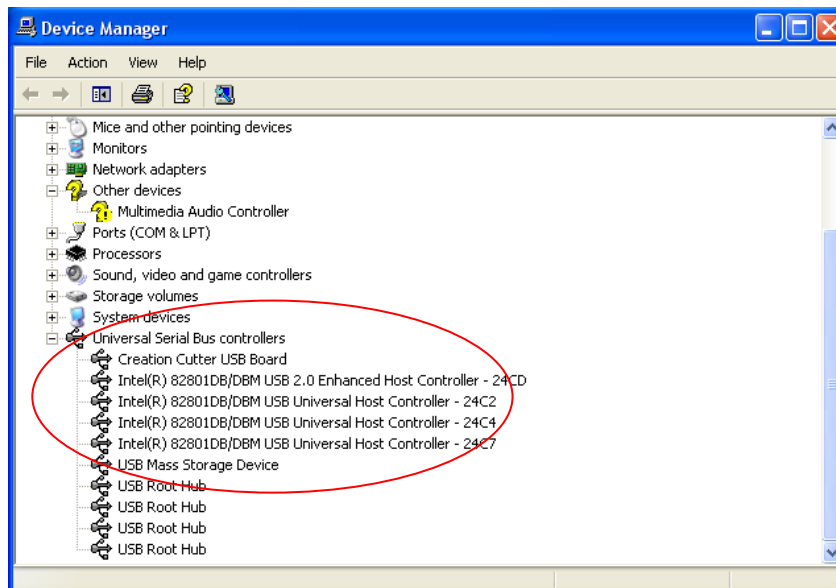 Device Manager
File Action View Help
Mice and other pointing devices
Monitors
Network adapters
Other devices
Multimedia Audio Controller
Ports (COM & LPT)
Processors
Sound, video and game controllers
Storage volumes
System devices
Universal Serial Bus controllers
Creation Cutter USB Board
Intel(R) 82801DB/DBM USB 2.0 Enhanced Host Controller - 24CD
Intel(R) 82801DB/DBM USB Universal Host Controller - 24C2
Intel(R) 82801DB/DBM USB Universal Host Controller - 24C4
Intel(R) 82801DB/DBM USB Universal Host Controller - 24C7
USB Mass Storage Device
USB Root Hub
USB Root Hub
USB Root Hub
USB Root Hub